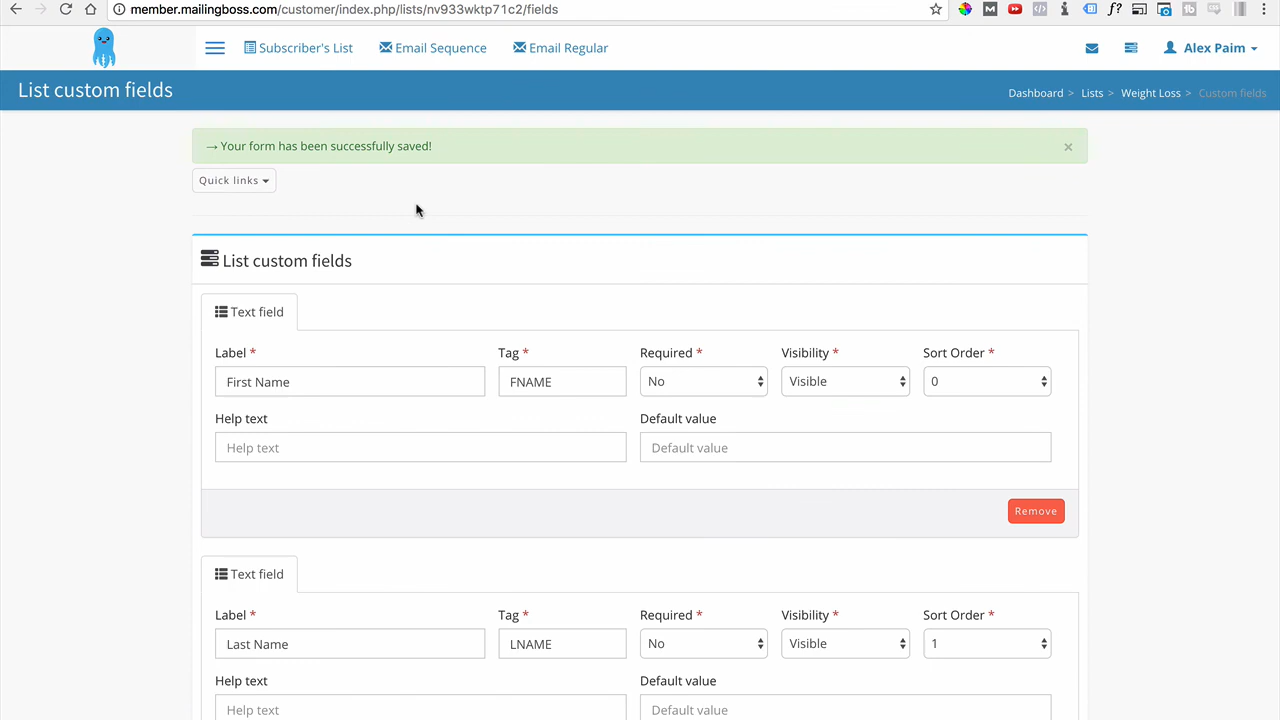 member.mailingboss.com/customer/index.php/lists/nv933wktp71c2/fields
Subscriber's List Email Sequence Email Regular Alex Paim
List custom fields Dashboard > Lists > Weight Loss > Custom fields
→ Your form has been successfully saved! ×
Quick links
List custom fields
Text field
Label * Tag * Required * Visibility * Sort Order *
First Name FNAME No Visible 0
Help text Default value
Help text Default value
Remove
Text field
Label * Tag * Required * Visibility * Sort Order *
Last Name LNAME No Visible 1
Help text Default value
Help text Default value